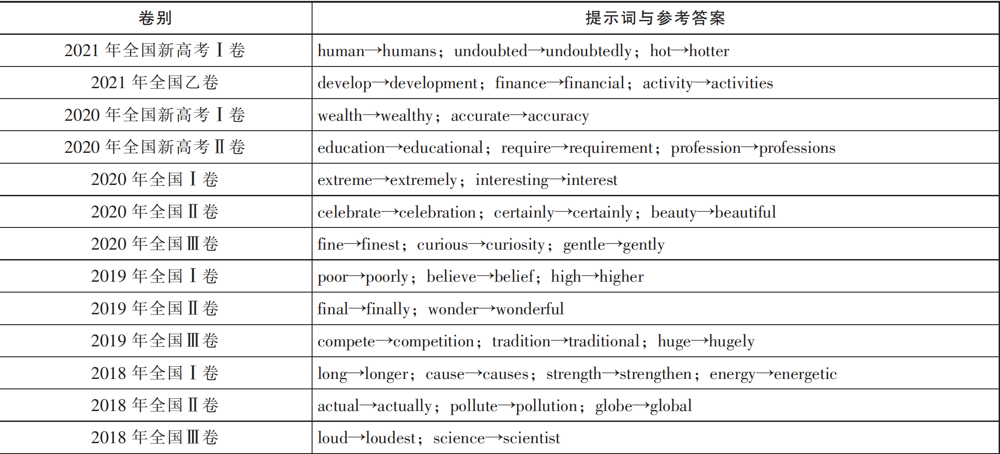 卷别 提示词与参考答案
2021 年全国新高考Ⅰ卷 human→humans；undoubted→undoubtedly；hot→hotter
2021 年全国乙卷 develop→development；finance→financial；activity→activities
2020 年全国新高考Ⅰ卷 wealth→wealthy；accurate→accuracy
2020 年全国新高考Ⅱ卷 education→educational；require→requirement；profession→professions
2020 年全国Ⅰ卷 extreme→extremely；interesting→interest
2020 年全国Ⅱ卷 celebrate→celebration；certainly→certainly；beauty→beautiful
2020 年全国Ⅲ卷 fine→finest；curious→curiosity；gentle→gently
2019 年全国Ⅰ卷 poor→poorly；believe→belief；high→higher
2019 年全国Ⅱ卷 final→finally；wonder→wonderful
2019 年全国Ⅲ卷 compete→competition；tradition→traditional；huge→hugely
2018 年全国Ⅰ卷 long→longer；cause→causes；strength→strengthen；energy→energetic
2018 年全国Ⅱ卷 actual→actually；pollute→pollution；globe→global
2018 年全国Ⅲ卷 loud→loudest；science→scientist